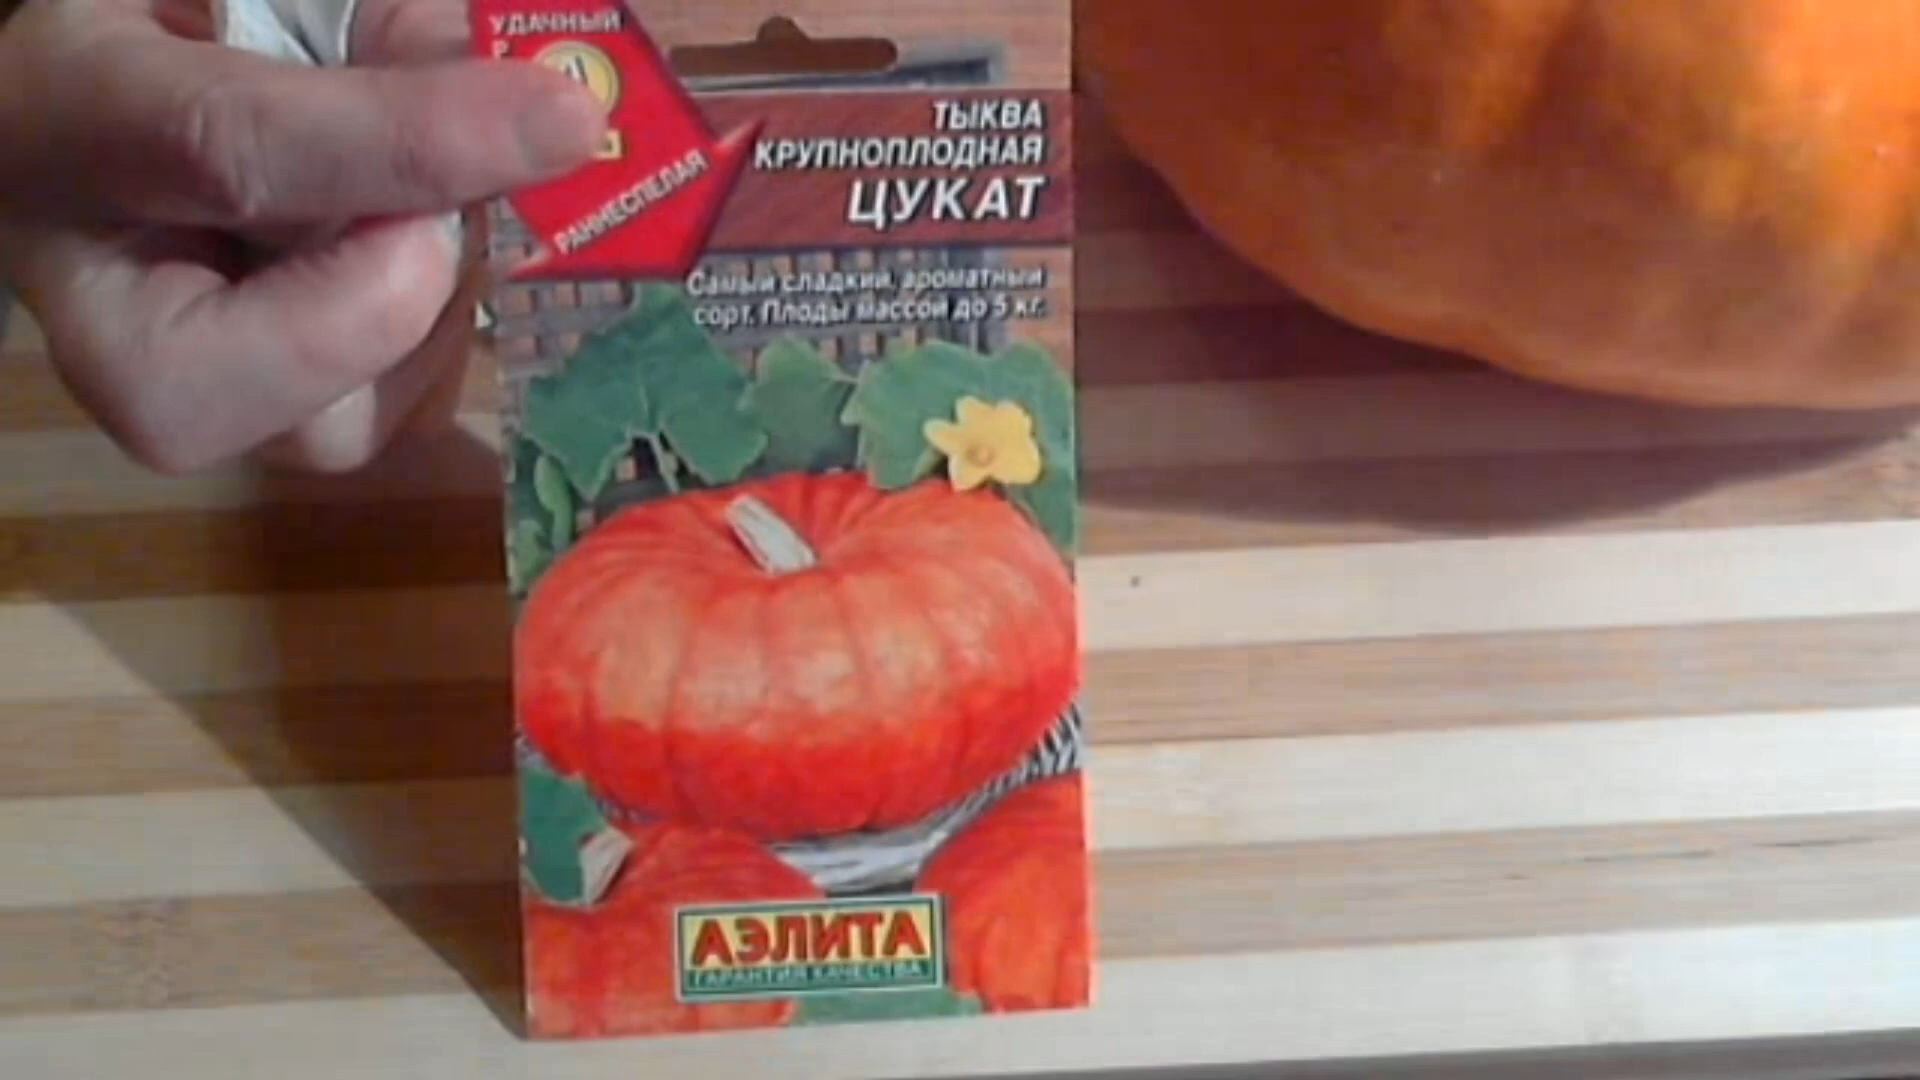 УДАЧНЫЙ
Р
РАННЕСПЕЛАЯ
ТЫКВА
КРУПНОПЛОДНАЯ
ЦУКАТ
Самый сладкий, ароматный
сорт. Плоды массой до 5 кг.
АЭЛИТА
ГАРАНТИЯ КАЧЕСТВА